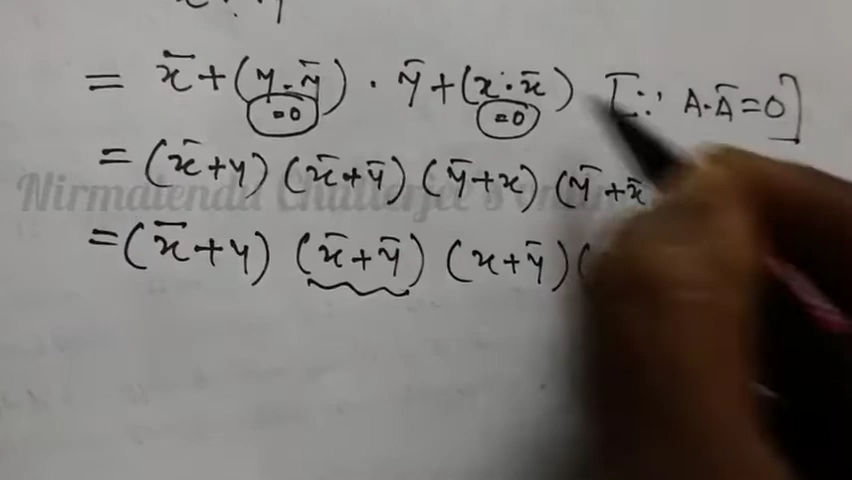 = x̄ + (y · ȳ) · ȳ + (x · x̄) [∵ A·Ā=0]
=0 =0
= (x̄+y) (x̄+ȳ) (ȳ+x) (ȳ+x̄
= (x̄+y) (x̄+ȳ) (x+ȳ) (